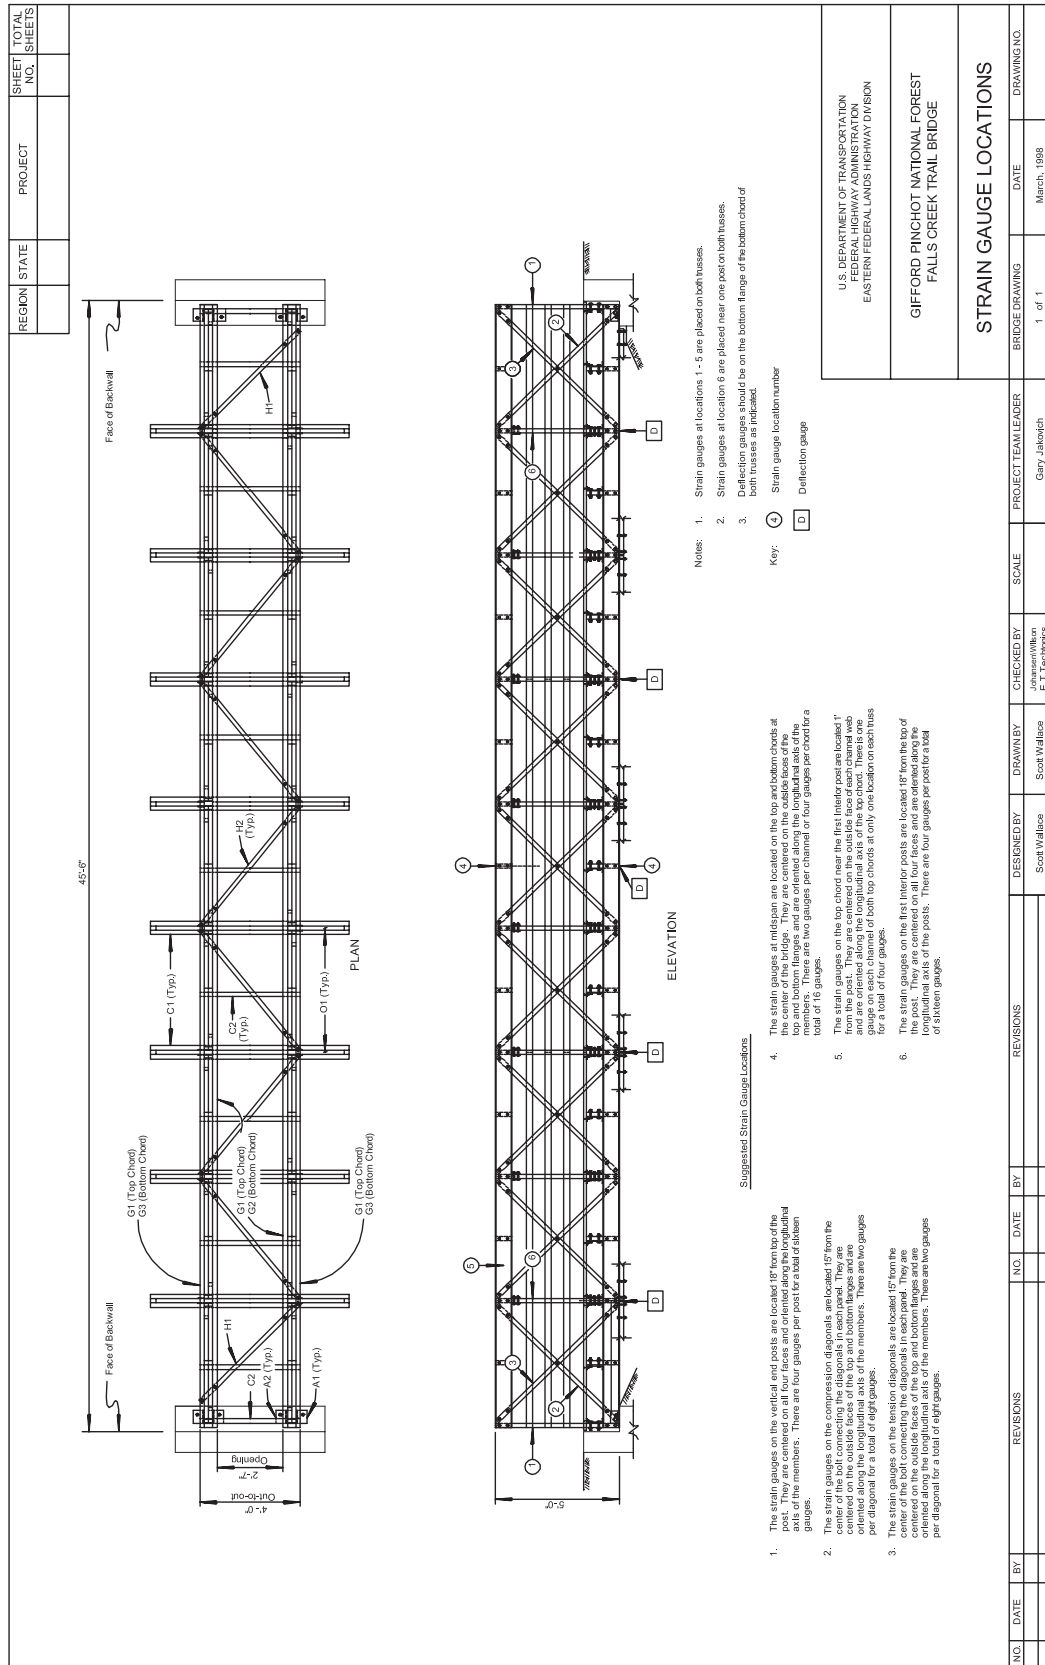 REGION
STATE
PROJECT
SHEET
NO.
TOTAL
SHEETS
45'-6"
Face of Backwall
Face of Backwall
4'-0"
Out-to-out
2'-7"
Opening
H1
C2
A2 (Typ.)
A1 (Typ.)
G1 (Top Chord)
G3 (Bottom Chord)
G1 (Top Chord)
G2 (Bottom Chord)
G1 (Top Chord)
G3 (Bottom Chord)
C1 (Typ.)
C2
(Typ.)
O1 (Typ.)
H2
(Typ.)
H1
PLAN
1
2
3
5
6
4
4
6
3
2
1
D
D
D
D
D
5'-0"
ELEVATION
Notes:
1. Strain gauges at locations 1 - 5 are placed on both trusses.
2. Strain gauges at location 6 are placed near one post on both trusses.
3. Deflection gauges should be on the bottom flange of the bottom chord of
both trusses as indicated.
Key:
4 Strain gauge location number
D Deflection gauge
Suggested Strain Gauge Locations
1. The strain gauges on the vertical end posts are located 18" from top of the
post. They are centered on all four faces and oriented along the longitudinal
axis of the members. There are four gauges per post for a total of sixteen
gauges.
2. The strain gauges on the compression diagonals are located 15" from the
center of the bolt connecting the diagonals in each panel. They are
centered on the outside faces of the top and bottom flanges and are
oriented along the longitudinal axis of the members. There are two gauges
per diagonal for a total of eight gauges.
3. The strain gauges on the tension diagonals are located 15" from the
center of the bolt connecting the diagonals in each panel. They are
centered on the outside faces of the top and bottom flanges and are
oriented along the longitudinal axis of the members. There are two gauges
per diagonal for a total of eight gauges.
4. The strain gauges at midspan are located on the top and bottom chords at
the center of the bridge. They are centered on the outside faces of the
top and bottom flanges and are oriented along the longitudinal axis of the
members. There are two gauges per channel or four gauges per chord for a
total of 16 gauges.
5. The strain gauges on the top chord near the first interior post are located 1'
from the post. They are centered on the outside face of each channel web
and are oriented along the longitudinal axis of the top chord. There is one
gauge on each channel of both top chords at only one location on each truss
for a total of four gauges.
6. The strain gauges on the first interior posts are located 18" from the top of
the post. They are centered on all four faces and are oriented along the
longitudinal axis of the posts. There are four gauges per post for a total
of sixteen gauges.
U.S. DEPARTMENT OF TRANSPORTATION
FEDERAL HIGHWAY ADMINISTRATION
EASTERN FEDERAL LANDS HIGHWAY DIVISION
GIFFORD PINCHOT NATIONAL FOREST
FALLS CREEK TRAIL BRIDGE
STRAIN GAUGE LOCATIONS
NO.
DATE
BY
REVISIONS
NO.
DATE
BY
REVISIONS
DESIGNED BY
Scott Wallace
DRAWN BY
Scott Wallace
CHECKED BY
Johansen/Wilson
E.T. Techtonics
SCALE
PROJECT TEAM LEADER
Gary Jakovich
BRIDGE DRAWING
1 of 1
DATE
March, 1998
DRAWING NO.